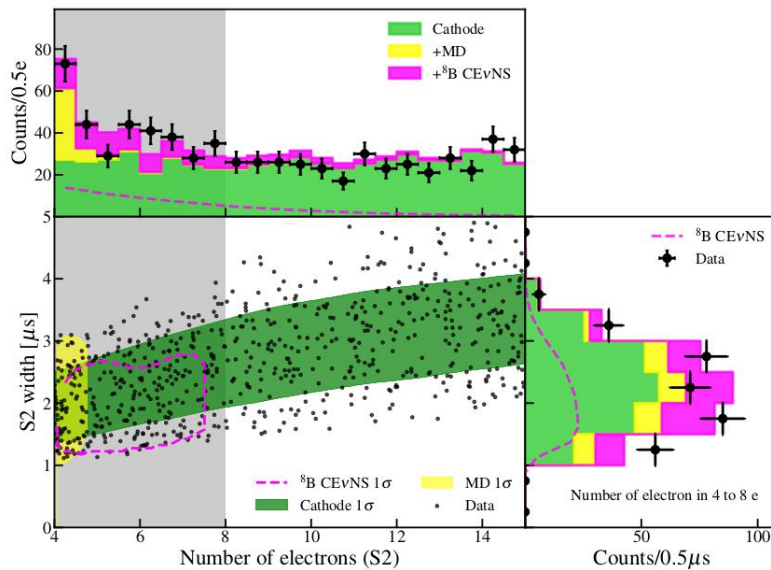 80
60
40
20
Counts/0.5e
Cathode
+MD
+⁸B CEνNS
5
4
3
2
1
0
S2 width [μs]
⁸B CEνNS 1σ
MD 1σ
Cathode 1σ
Data
4
6
8
10
12
14
Number of electrons (S2)
⁸B CEνNS
Data
Number of electron in 4 to 8 e
50
100
Counts/0.5μs